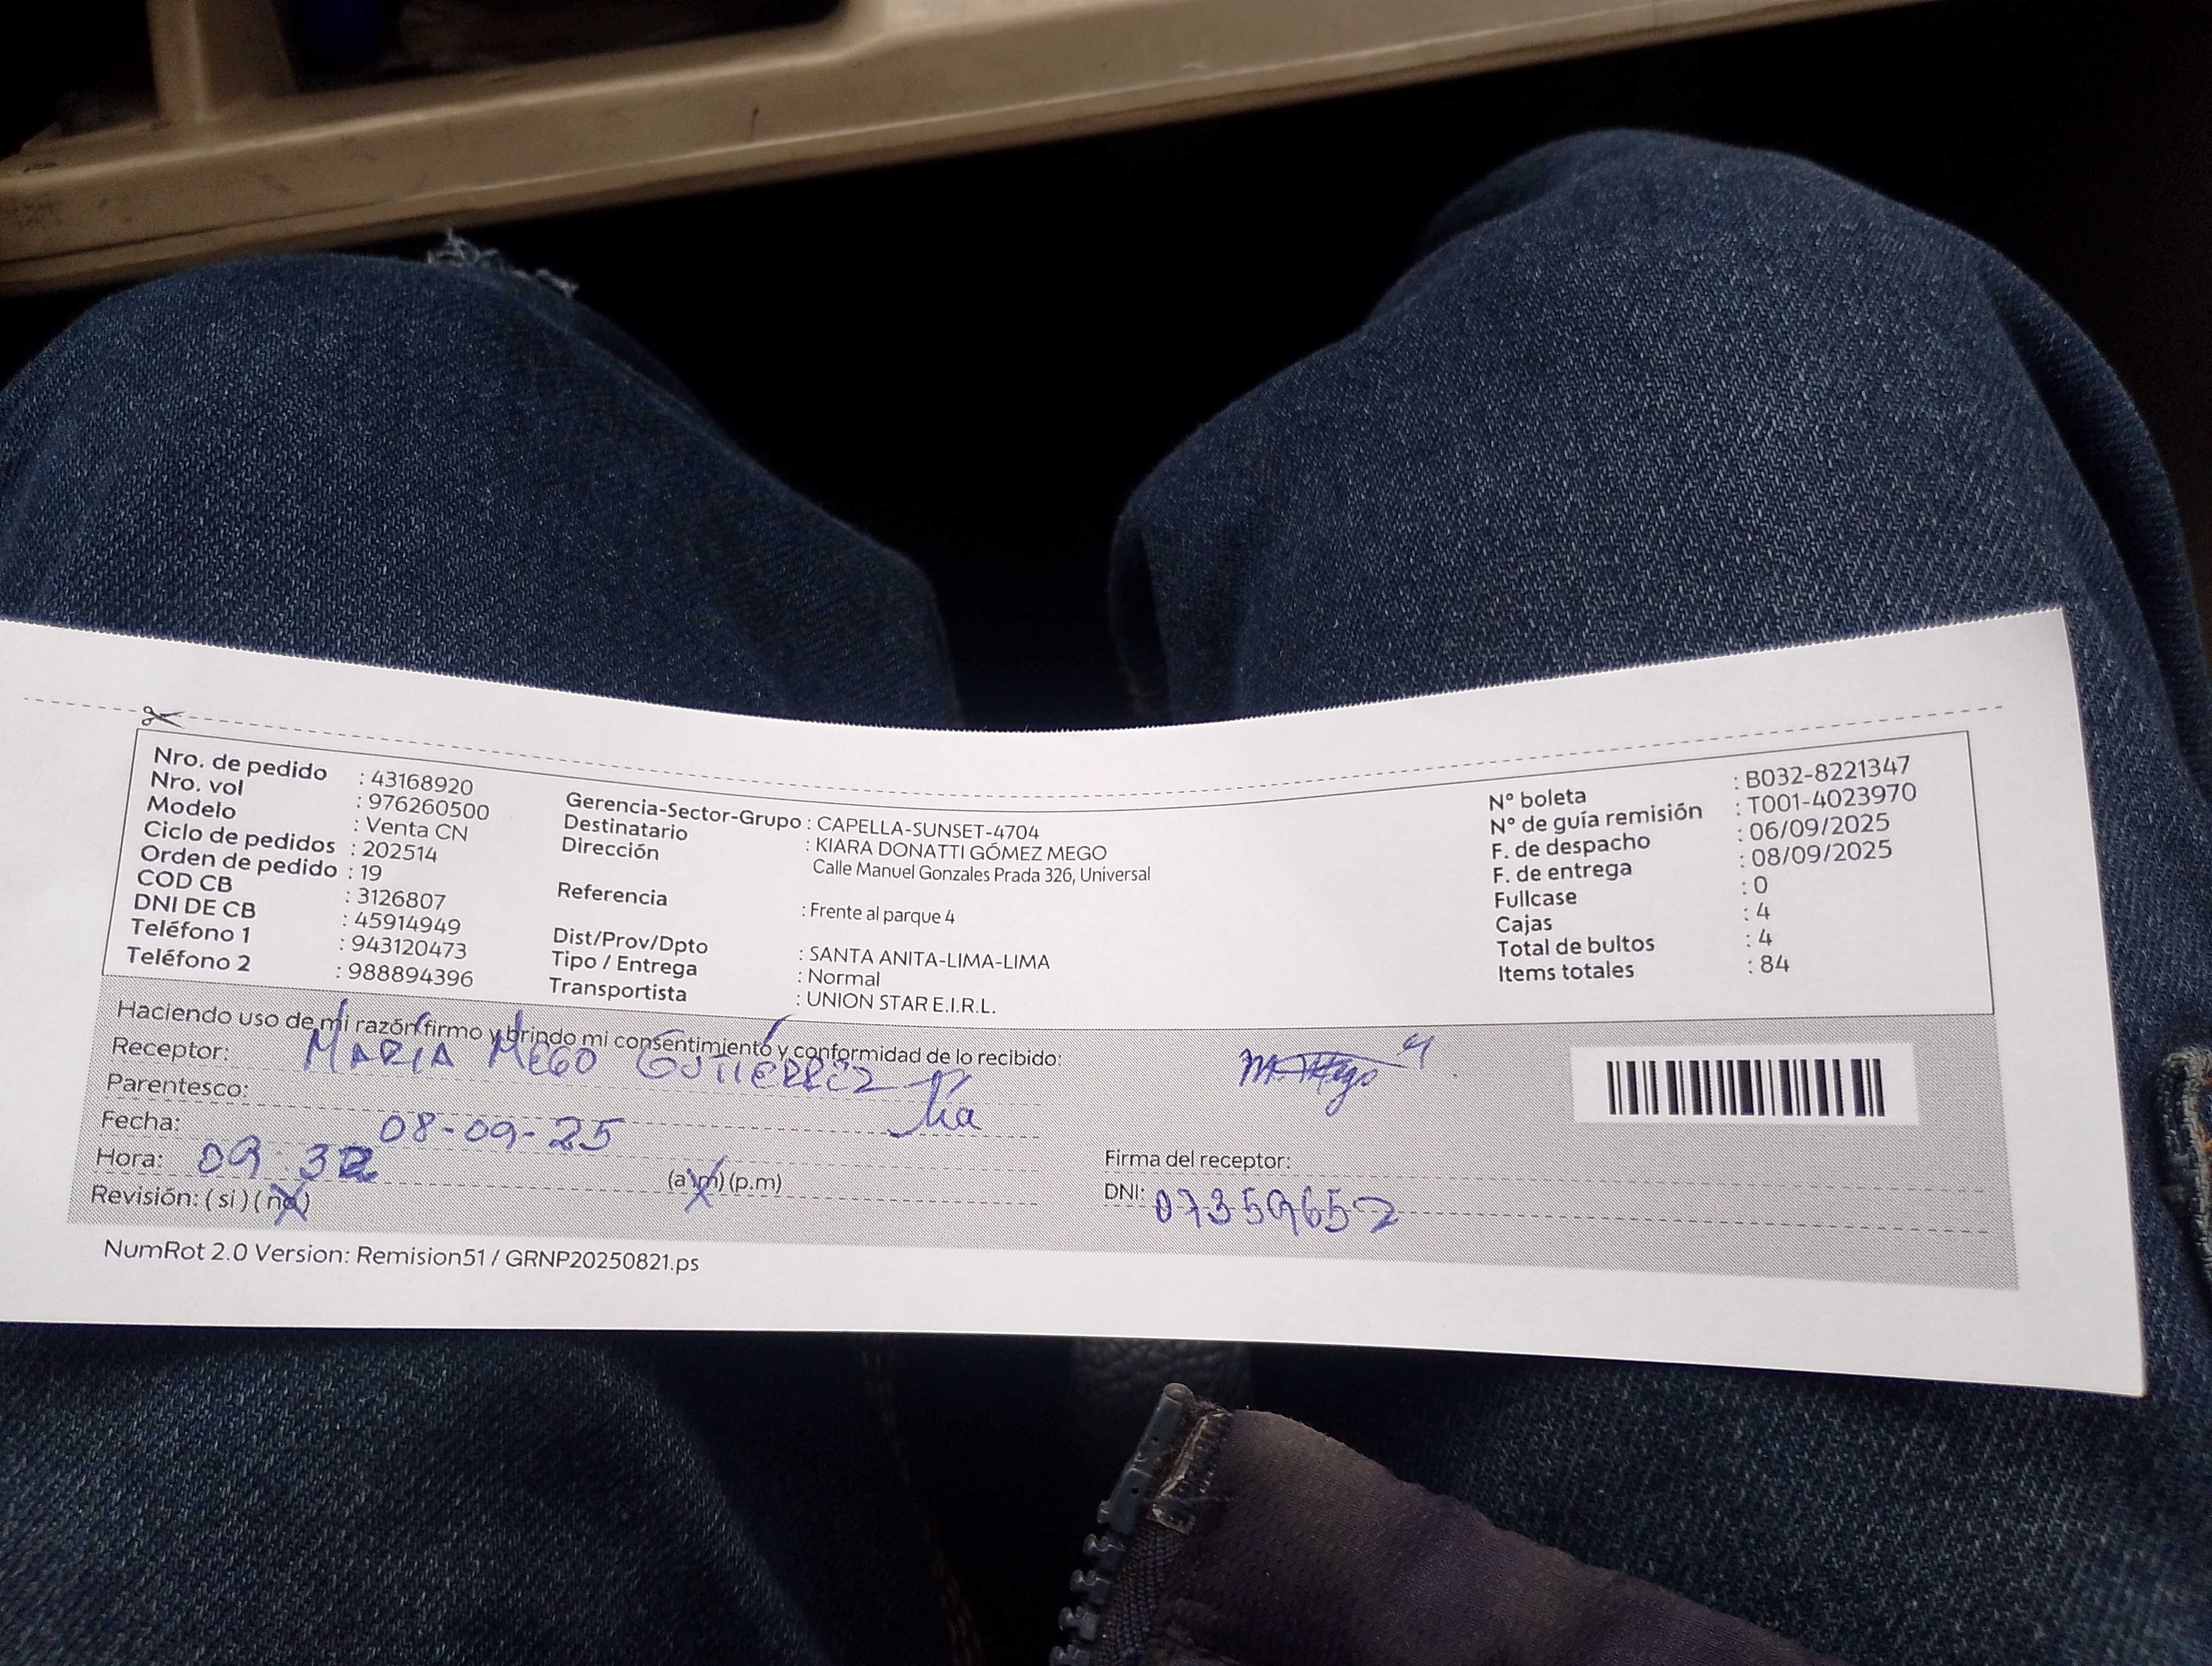 Nro. de pedido : 43168920
Nro. vol : 976260500
Modelo : Venta CN
Ciclo de pedidos : 202514
Orden de pedido : 19
COD CB : 3126807
DNI DE CB : 45914949
Teléfono 1 : 943120473
Teléfono 2 : 988894396
Gerencia-Sector-Grupo : CAPELLA-SUNSET-4704
Destinatario : KIARA DONATTI GÓMEZ MEGO
Dirección
Calle Manuel Gonzales Prada 326, Universal
Referencia : Frente al parque 4
Dist/Prov/Dpto : SANTA ANITA-LIMA-LIMA
Tipo / Entrega : Normal
Transportista : UNION STAR E.I.R.L.
N° boleta : B032-8221347
N° de guía remisión : T001-4023970
F. de despacho : 06/09/2025
F. de entrega : 08/09/2025
Fullcase : 0
Cajas : 4
Total de bultos : 4
Items totales : 84
Haciendo uso de mi razón firmo y brindo mi consentimiento y conformidad de lo recibido:
Receptor: MARÍA MEGO GUTIÉRREZ
Parentesco: Tía
Fecha: 08-09-25
Hora: 09:32 (a.m) (p.m)
Revisión: ( si ) ( no )
Firma del receptor:
DNI: 07359652
NumRot 2.0 Version: Remision51 / GRNP20250821.ps